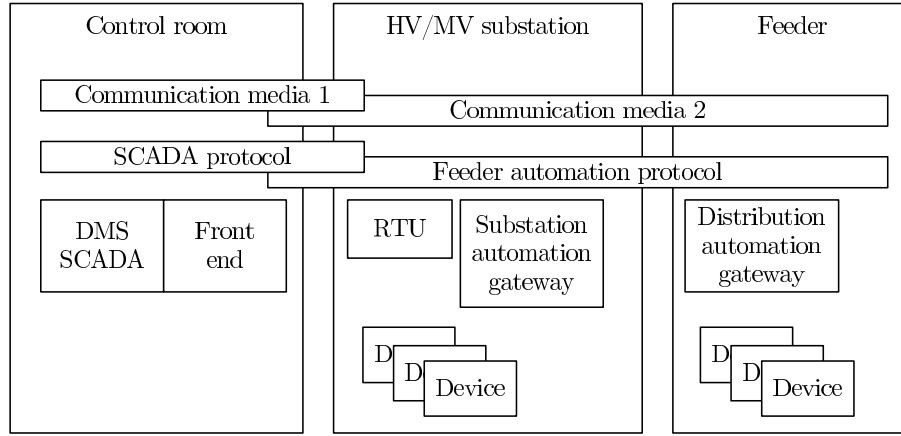 Control room
HV/MV substation
Feeder
Communication media 1
Communication media 2
SCADA protocol
Feeder automation protocol
DMS
SCADA
Front
end
RTU
Substation
automation
gateway
Distribution
automation
gateway
D
D
Device
D
D
Device